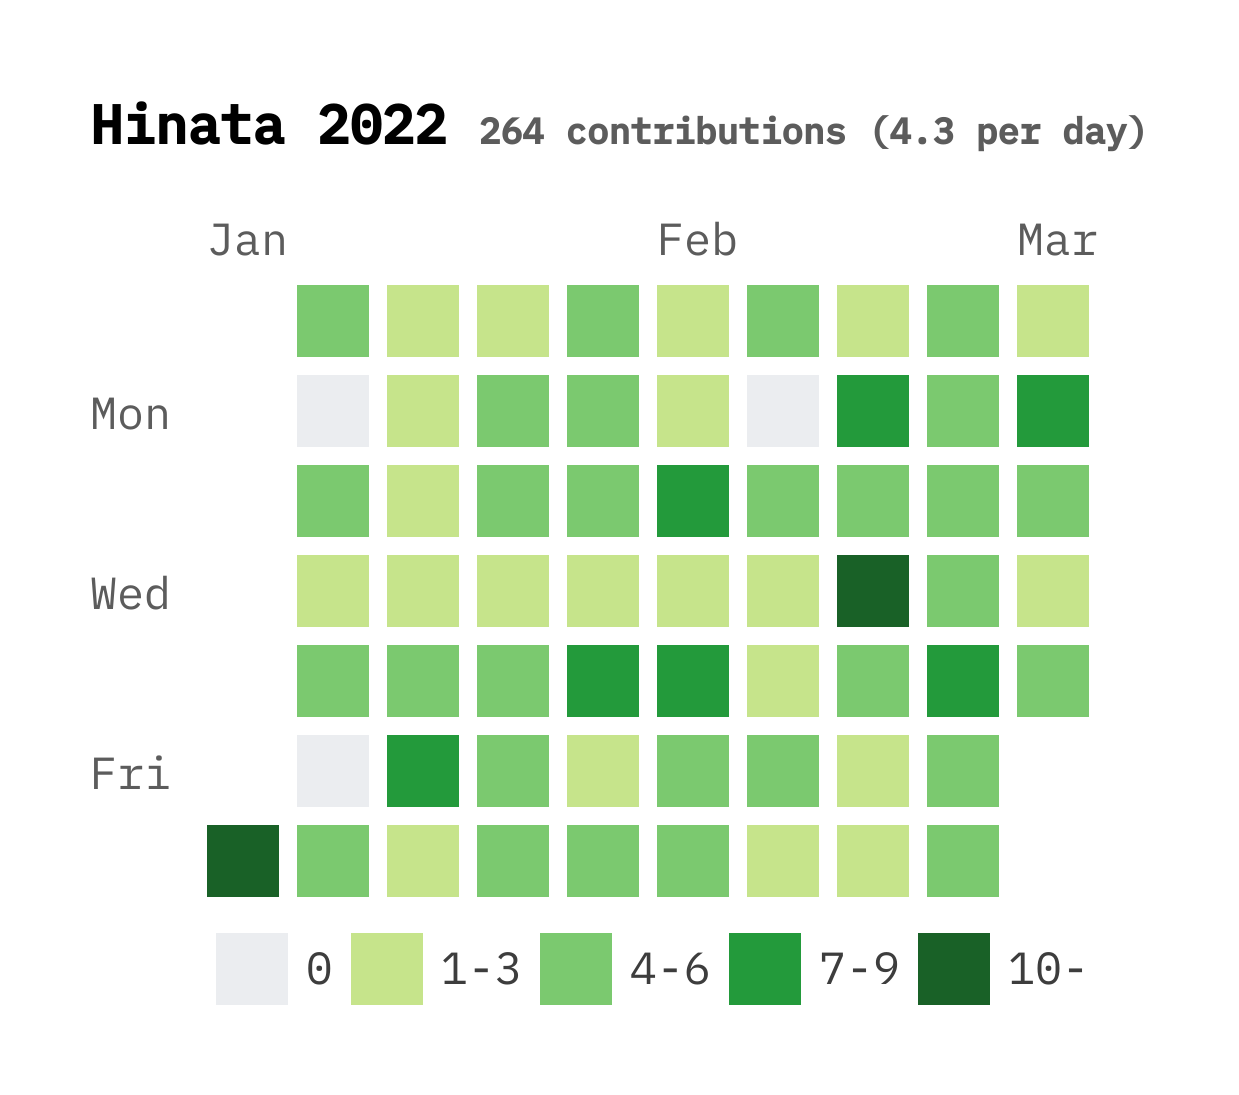 Hinata 2022 264 contributions (4.3 per day)
Jan Feb Mar
Mon
Wed
Fri
0 1-3 4-6 7-9 10-